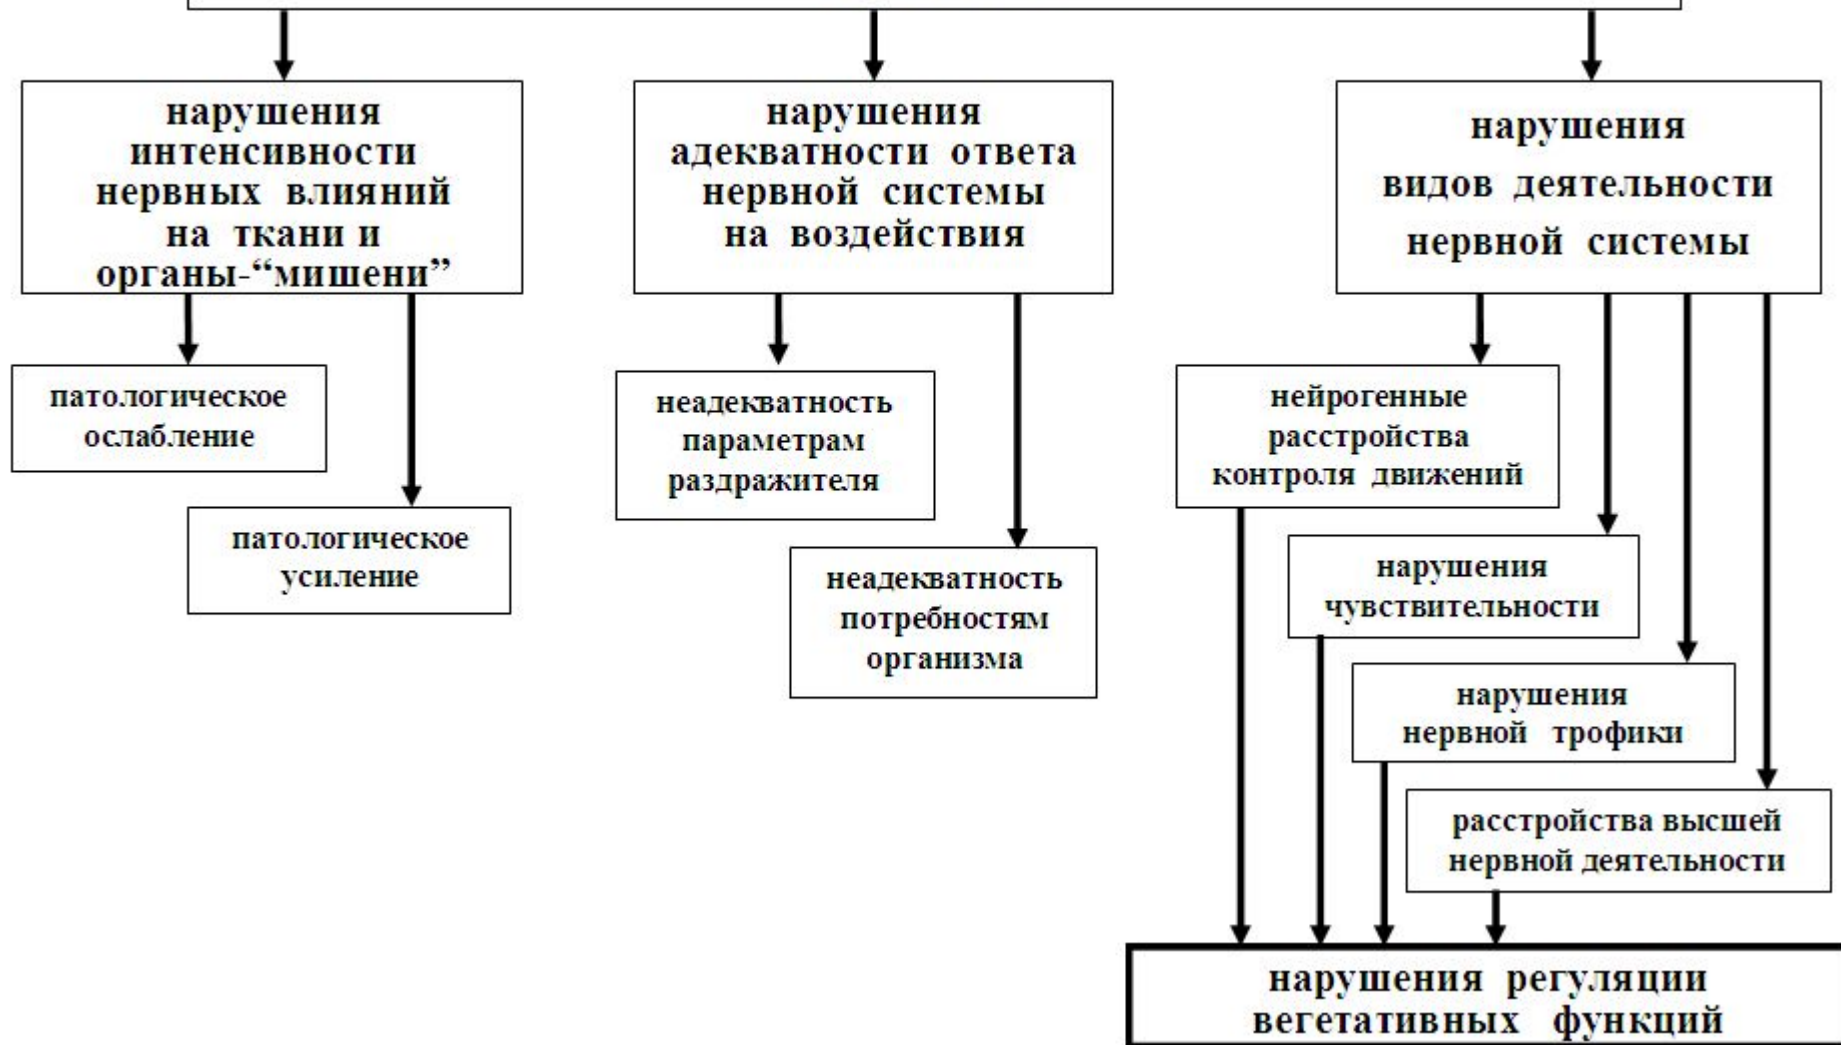 нарушения
интенсивности
нервных влияний
на ткани и
органы-“мишени”
нарушения
адекватности ответа
нервной системы
на воздействия
нарушения
видов деятельности
нервной системы
патологическое
ослабление
патологическое
усиление
неадекватность
параметрам
раздражителя
неадекватность
потребностям
организма
нейрогенные
расстройства
контроля движений
нарушения
чувствительности
нарушения
нервной трофики
расстройства высшей
нервной деятельности
нарушения регуляции
вегетативных функций